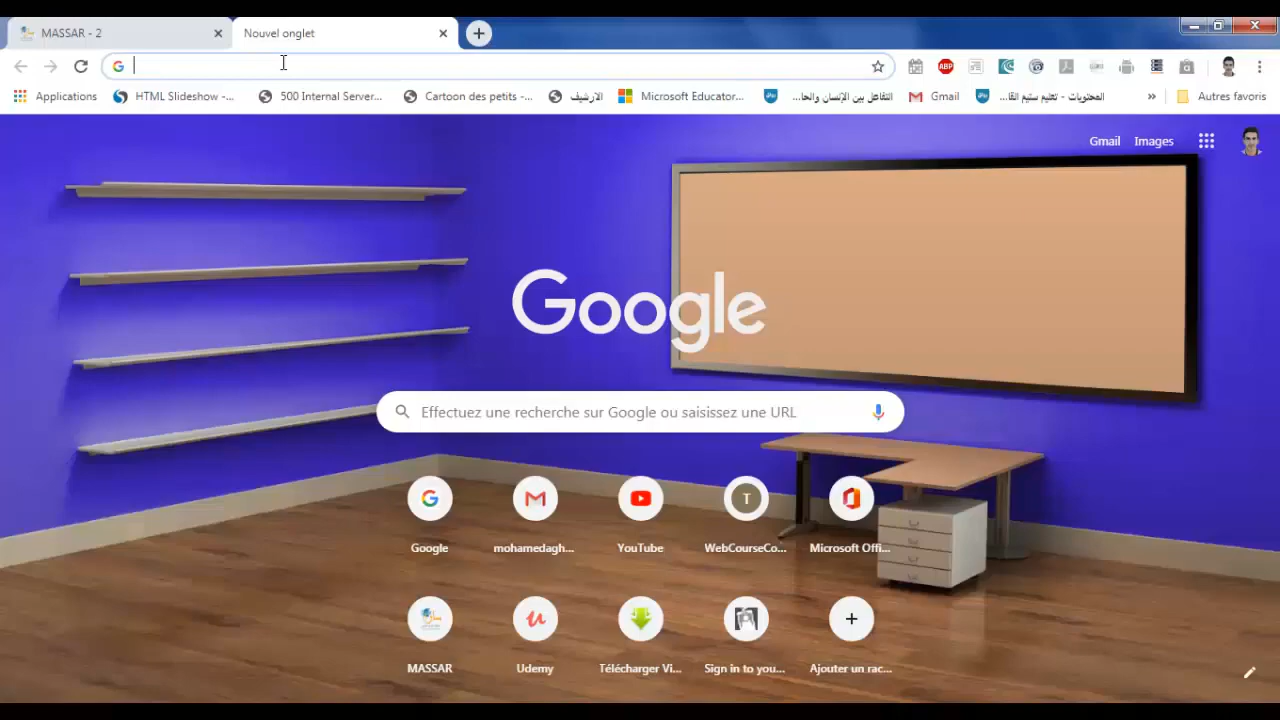 MASSAR - 2
Nouvel onglet
Applications
HTML Slideshow -...
500 Internal Server...
Cartoon des petits -...
الارشيف
Microsoft Educator...
التفاعل بين الإنسان والحا...
Gmail
المحتويات - تعليم ستيم القا...
»
Autres favoris
Gmail
Images
Google
Effectuez une recherche sur Google ou saisissez une URL
Google
mohamedagh...
YouTube
WebCourseCo...
Microsoft Offi...
MASSAR
Udemy
Télécharger Vi...
Sign in to you...
Ajouter un rac...